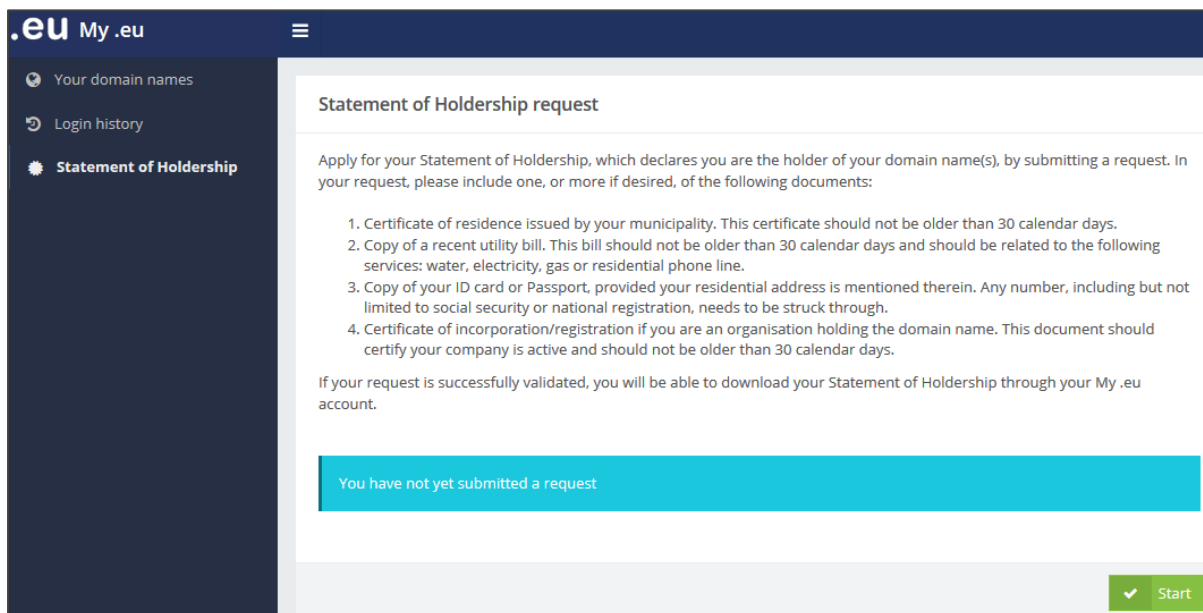 .eu My .eu
Your domain names
Login history
Statement of Holdership
Statement of Holdership request
Apply for your Statement of Holdership, which declares you are the holder of your domain name(s), by submitting a request. In
your request, please include one, or more if desired, of the following documents:
1. Certificate of residence issued by your municipality. This certificate should not be older than 30 calendar days.
2. Copy of a recent utility bill. This bill should not be older than 30 calendar days and should be related to the following
services: water, electricity, gas or residential phone line.
3. Copy of your ID card or Passport, provided your residential address is mentioned therein. Any number, including but not
limited to social security or national registration, needs to be struck through.
4. Certificate of incorporation/registration if you are an organisation holding the domain name. This document should
certify your company is active and should not be older than 30 calendar days.
If your request is successfully validated, you will be able to download your Statement of Holdership through your My .eu
account.
You have not yet submitted a request
Start